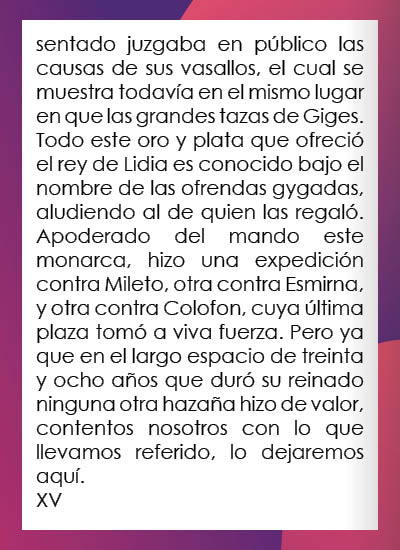 sentado juzgaba en público las
causas de sus vasallos, el cual se
muestra todavía en el mismo lugar
en que las grandes tazas de Giges.
Todo este oro y plata que ofreció
el rey de Lidia es conocido bajo el
nombre de las ofrendas gygadas,
aludiendo al de quien las regaló.
Apoderado del mando este
monarca, hizo una expedición
contra Mileto, otra contra Esmirna,
y otra contra Colofon, cuya última
plaza tomó a viva fuerza. Pero ya
que en el largo espacio de treinta
y ocho años que duró su reinado
ninguna otra hazaña hizo de valor,
contentos nosotros con lo que
llevamos referido, lo dejaremos
aquí.
XV